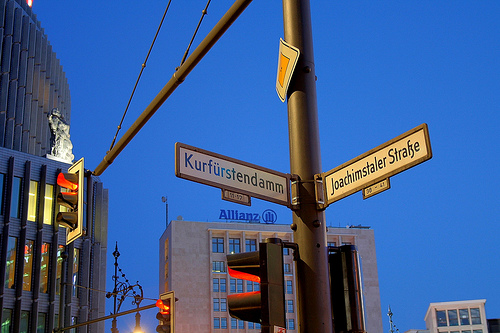 Kurfürstendamm
Joachimstaler Straße
Allianz